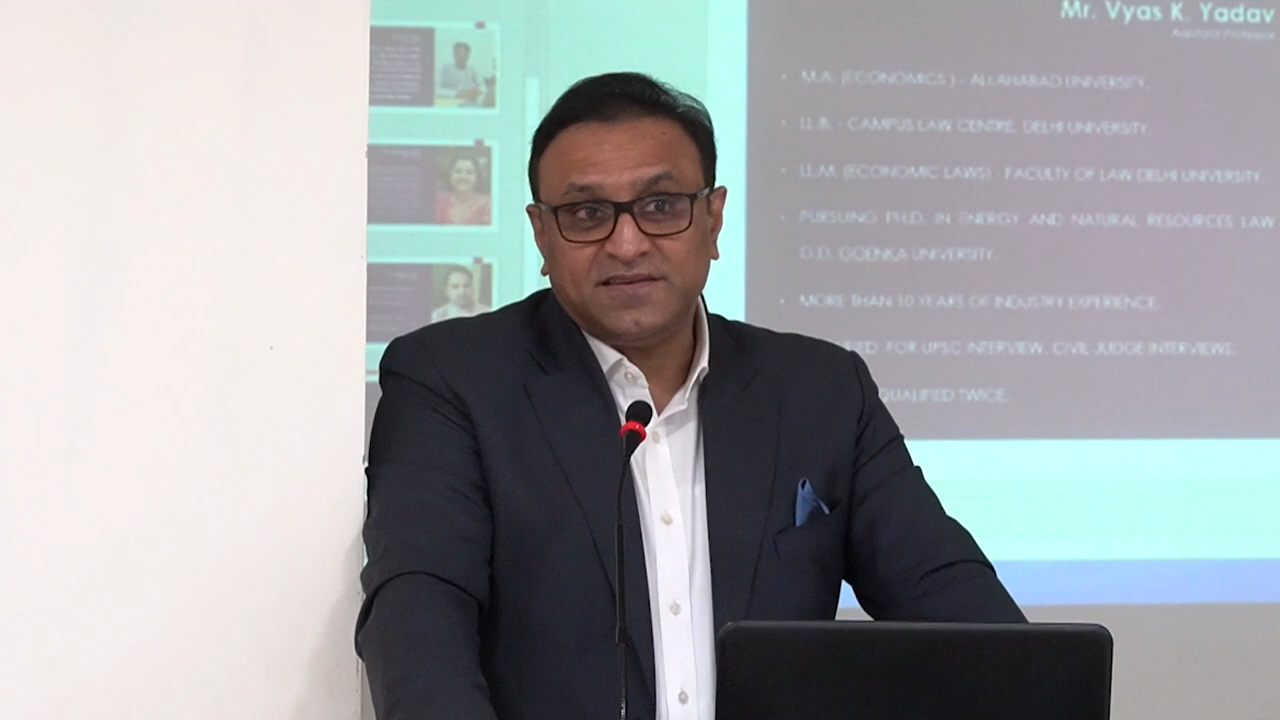 Mr. Vyas K. Yadav
Assistant Professor
M.A. (ECONOMICS ) - ALLAHABAD UNIVERSITY.
LL.B. - CAMPUS LAW CENTRE, DELHI UNIVERSITY.
LL.M. (ECONOMIC LAWS) - FACULTY OF LAW DELHI UNIVERSITY.
PURSUING PH.D. IN ENERGY AND NATURAL RESOURCES LAW
G.D. GOENKA UNIVERSITY.
MORE THAN 10 YEARS OF INDUSTRY EXPERIENCE.
FOR UPSC INTERVIEW, CIVIL JUDGE INTERVIEWS.
QUALIFIED TWICE.